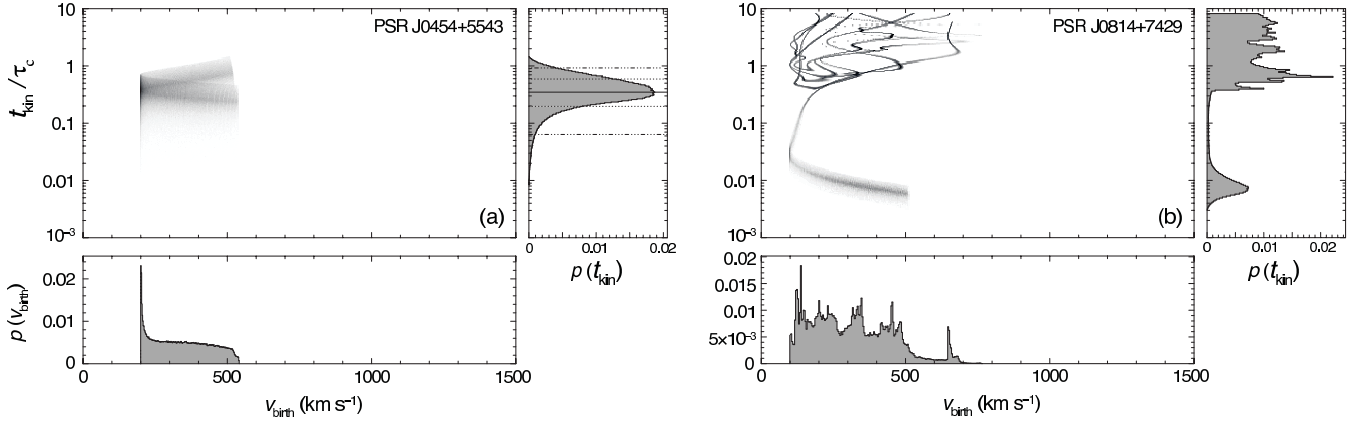 10
1
0.1
0.01
10⁻³
t_kin / τ_c
PSR J0454+5543
(a)
0 0.01 0.02
p (t_kin)
0.02
0.01
0
p (v_birth)
0 500 1000 1500
v_birth (km s⁻¹)
10
1
0.1
0.01
10⁻³
PSR J0814+7429
(b)
0 0.01 0.02
p (t_kin)
0.02
0.015
0.01
5×10⁻³
0
0 500 1000 1500
v_birth (km s⁻¹)